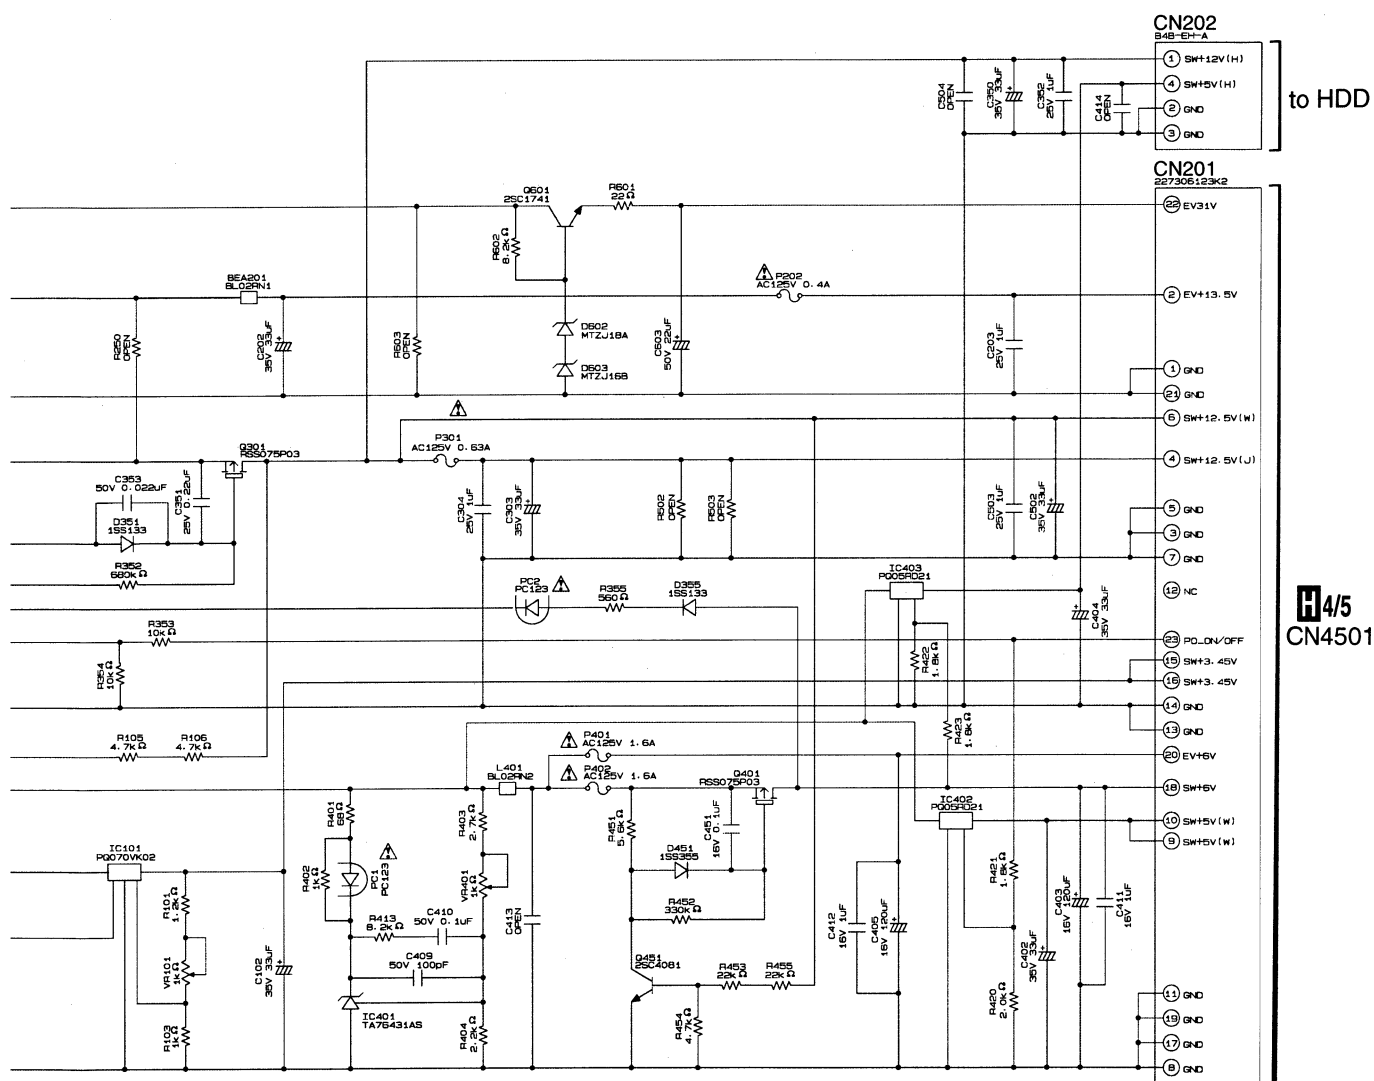 CN202
B4B-EH-A
1 SW+12V(H)
4 SW+5V(H)
2 GND
3 GND
to HDD
C504
OPEN
C350
35V 33uF
C352
25V 1uF
C414
OPEN
CN201
227306123K2
22 EV31V
2 EV+13.5V
1 GND
21 GND
6 SW+12.5V(W)
4 SW+12.5V(J)
5 GND
3 GND
7 GND
12 NC
23 PO_ON/OFF
15 SW+3.45V
16 SW+3.45V
14 GND
13 GND
20 EV+6V
18 SW+6V
10 SW+5V(W)
9 SW+5V(W)
11 GND
19 GND
17 GND
8 GND
H 4/5
CN4501
Q601
2SC1741
R601
22Ω
R602
8.2kΩ
BEA201
BL02RN1
P202
AC125V 0.4A
R250
OPEN
C202
35V 33uF
R603
OPEN
D602
MTZJ18A
D603
MTZJ16B
C603
50V 22uF
C203
25V 1uF
Q301
RSS075P03
P301
AC125V 0.63A
C353
50V 0.022uF
C351
25V 0.22uF
D351
1SS133
R352
680kΩ
C304
25V 1uF
C303
35V 33uF
R502
OPEN
R503
OPEN
C503
25V 1uF
C502
35V 33uF
PC2
PC123
R355
560Ω
D355
1SS133
IC403
PQ05RD21
C404
35V 33uF
R353
10kΩ
R354
10kΩ
R422
1.8kΩ
R423
1.8kΩ
R105
4.7kΩ
R106
4.7kΩ
P401
AC125V 1.6A
L401
BL02RN2
P402
AC125V 1.6A
Q401
RSS075P03
IC402
PQ05RD21
R401
68Ω
R403
2.7kΩ
R451
5.6kΩ
C451
16V 0.1uF
IC101
PQ070VK02
R402
1kΩ
PC1
PC123
VR401
1kΩ
D451
1SS355
R421
1.8kΩ
R101
1.2kΩ
R413
8.2kΩ
C410
50V 0.1uF
C413
OPEN
R452
330kΩ
C412
16V 1uF
C405
16V 120uF
C403
16V 120uF
C411
16V 1uF
VR101
1kΩ
C102
35V 33uF
C409
50V 100pF
Q451
2SC4081
R453
22kΩ
R455
22kΩ
C402
35V 33uF
IC401
TA76431AS
R103
1kΩ
R404
2.2kΩ
R454
4.7kΩ
R420
2.0kΩ